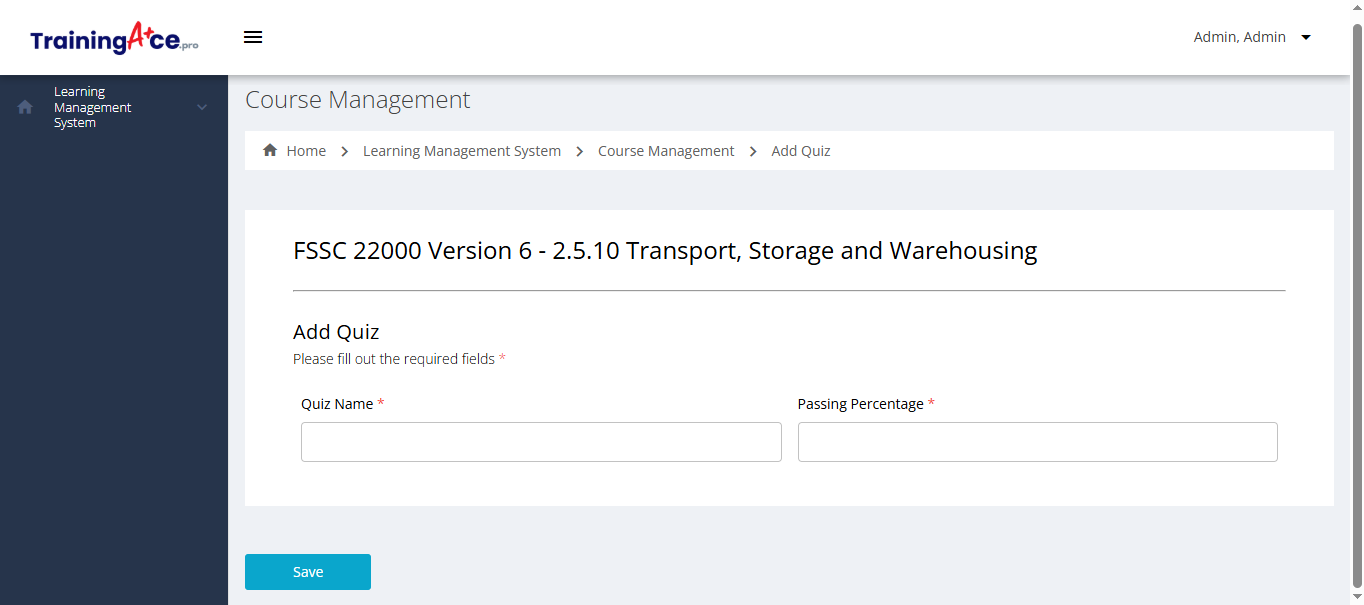 TrainingA+ce.pro
Admin, Admin
Learning
Management
System
Course Management
Home > Learning Management System > Course Management > Add Quiz
FSSC 22000 Version 6 - 2.5.10 Transport, Storage and Warehousing
Add Quiz
Please fill out the required fields *
Quiz Name *
Passing Percentage *
Save